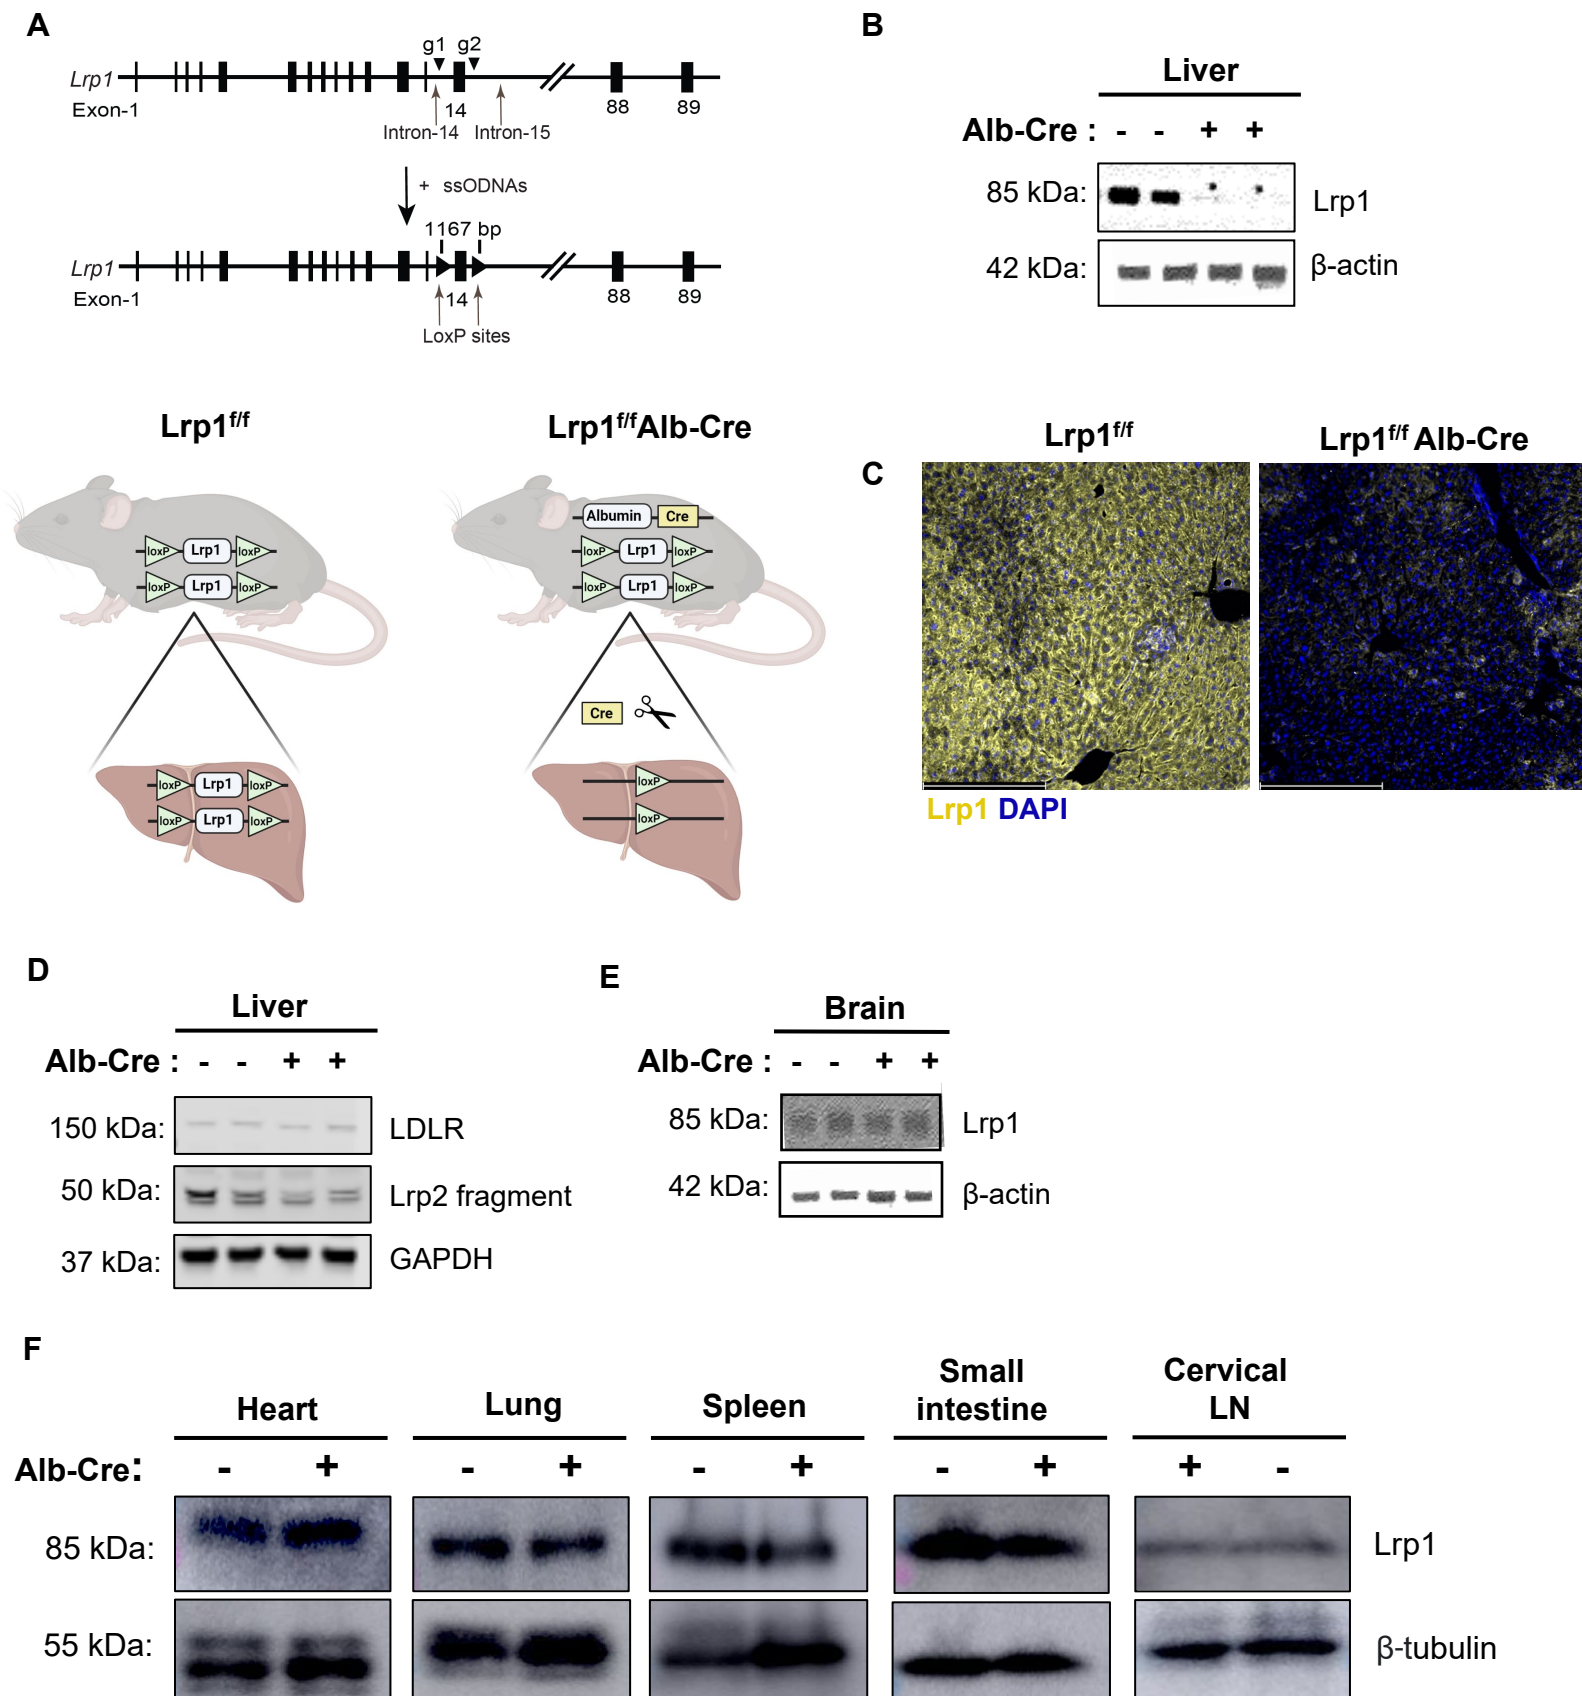 A
g1 g2
Lrp1
Exon-1 14 88 89
Intron-14 Intron-15
+ ssODNAs
1167 bp
Lrp1
Exon-1 14 88 89
LoxP sites
Lrp1f/f
Lrp1f/fAlb-Cre
Albumin Cre
loxP Lrp1 loxP
loxP Lrp1 loxP
loxP Lrp1 loxP
loxP Lrp1 loxP
Cre
loxP Lrp1 loxP
loxP Lrp1 loxP
loxP
loxP
B
Liver
Alb-Cre : - - + +
85 kDa: Lrp1
42 kDa: β-actin
C
Lrp1f/f
Lrp1f/f Alb-Cre
Lrp1 DAPI
D
Liver
Alb-Cre : - - + +
150 kDa: LDLR
50 kDa: Lrp2 fragment
37 kDa: GAPDH
E
Brain
Alb-Cre : - - + +
85 kDa: Lrp1
42 kDa: β-actin
F
Heart Lung Spleen Small intestine Cervical LN
Alb-Cre: - + - + - + - + + -
85 kDa: Lrp1
55 kDa: β-tubulin